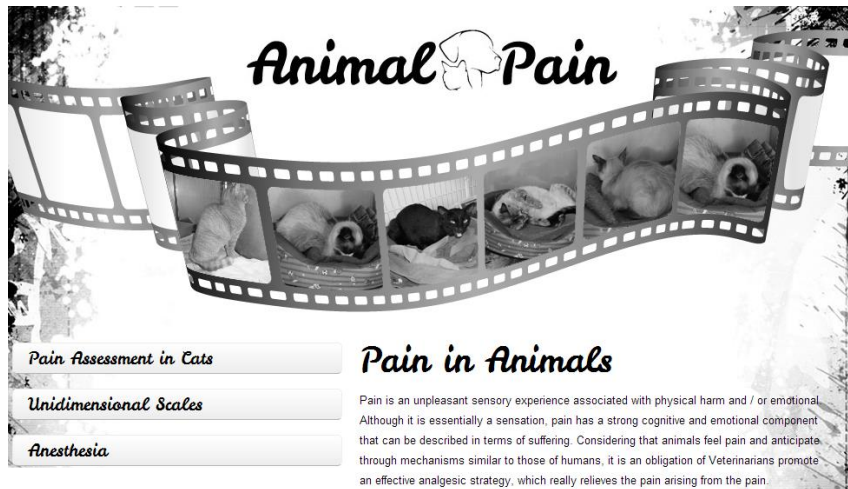 Animal Pain
Pain Assessment in Cats
Unidimensional Scales
Anesthesia
Pain in Animals
Pain is an unpleasant sensory experience associated with physical harm and / or emotional
Although it is essentially a sensation, pain has a strong cognitive and emotional component
that can be described in terms of suffering. Considering that animals feel pain and anticipate
through mechanisms similar to those of humans, it is an obligation of Veterinarians promote
an effective analgesic strategy, which really relieves the pain arising from the pain.